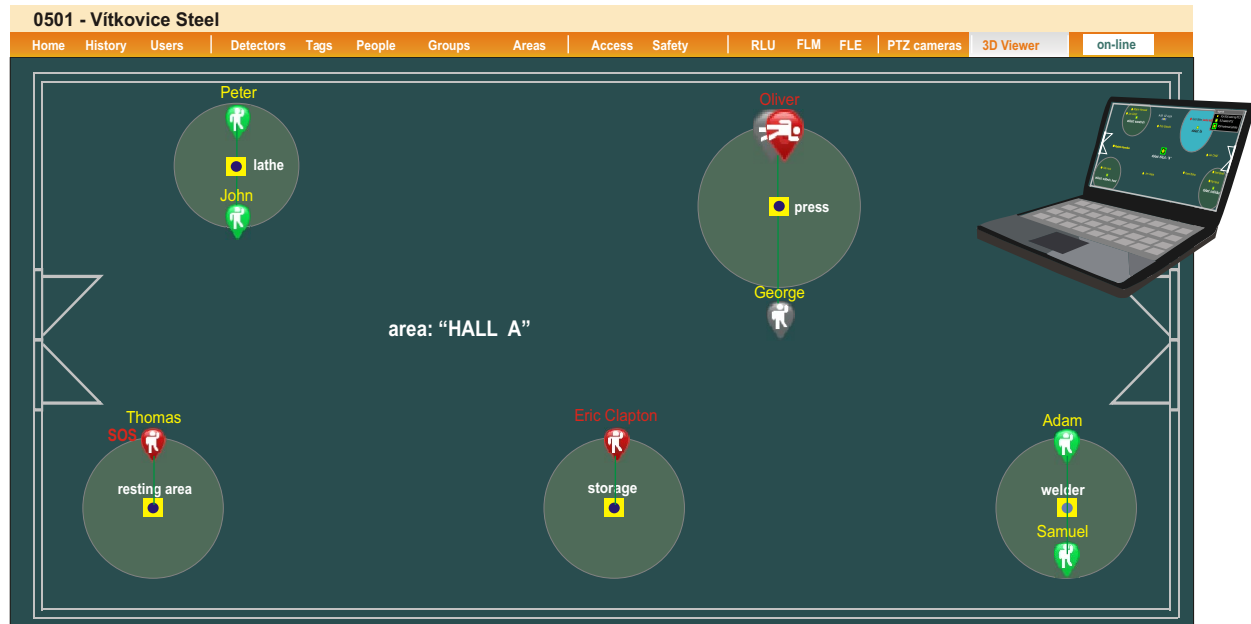 0501 - Vítkovice Steel
Home History Users Detectors Tags People Groups Areas Access Safety RLU FLM FLE PTZ cameras 3D Viewer on-line
Peter
Oliver
lathe
John
press
George
area: “HALL A”
Thomas
SOS
Eric Clapton
Adam
resting area
storage
welder
Samuel